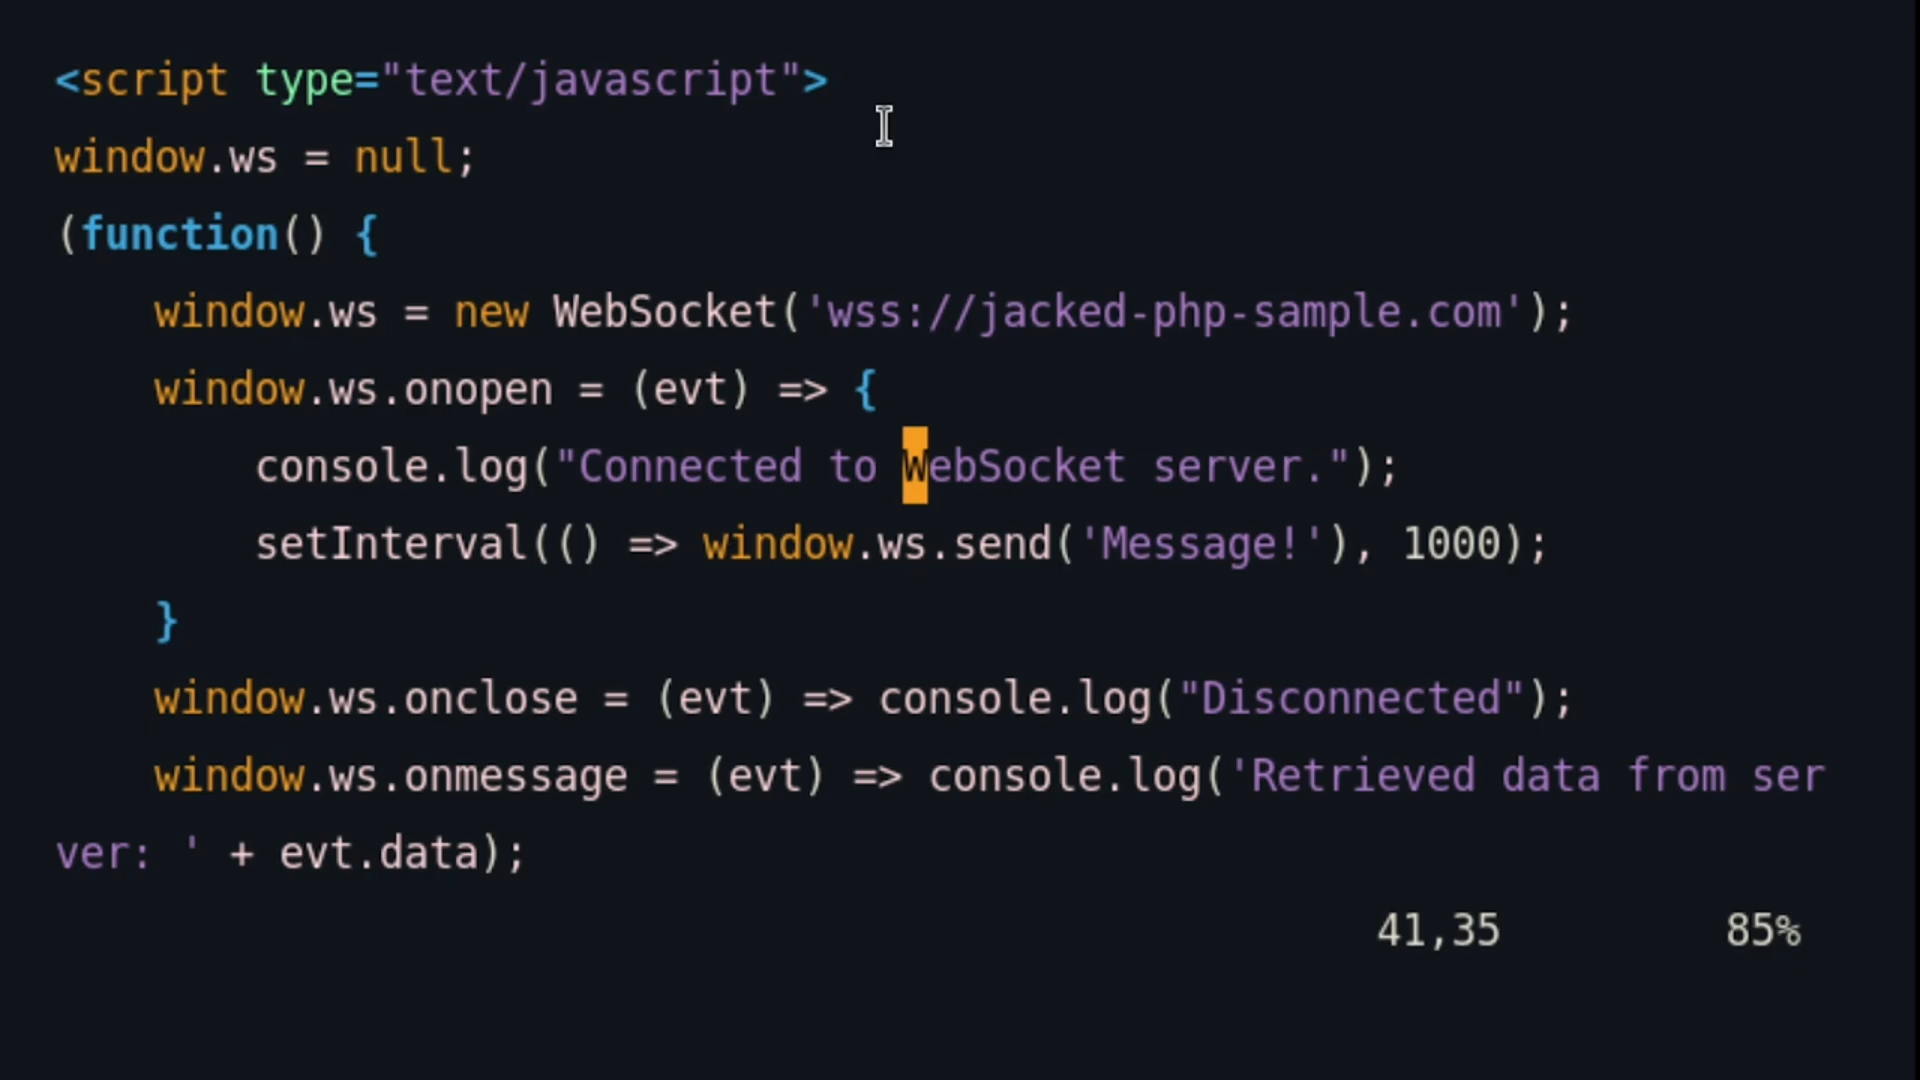 <script type="text/javascript">
window.ws = null;
(function() {
    window.ws = new WebSocket('wss://jacked-php-sample.com');
    window.ws.onopen = (evt) => {
        console.log("Connected to WebSocket server.");
        setInterval(() => window.ws.send('Message!'), 1000);
    }
    window.ws.onclose = (evt) => console.log("Disconnected");
    window.ws.onmessage = (evt) => console.log('Retrieved data from ser
ver: ' + evt.data);
41,35 85%